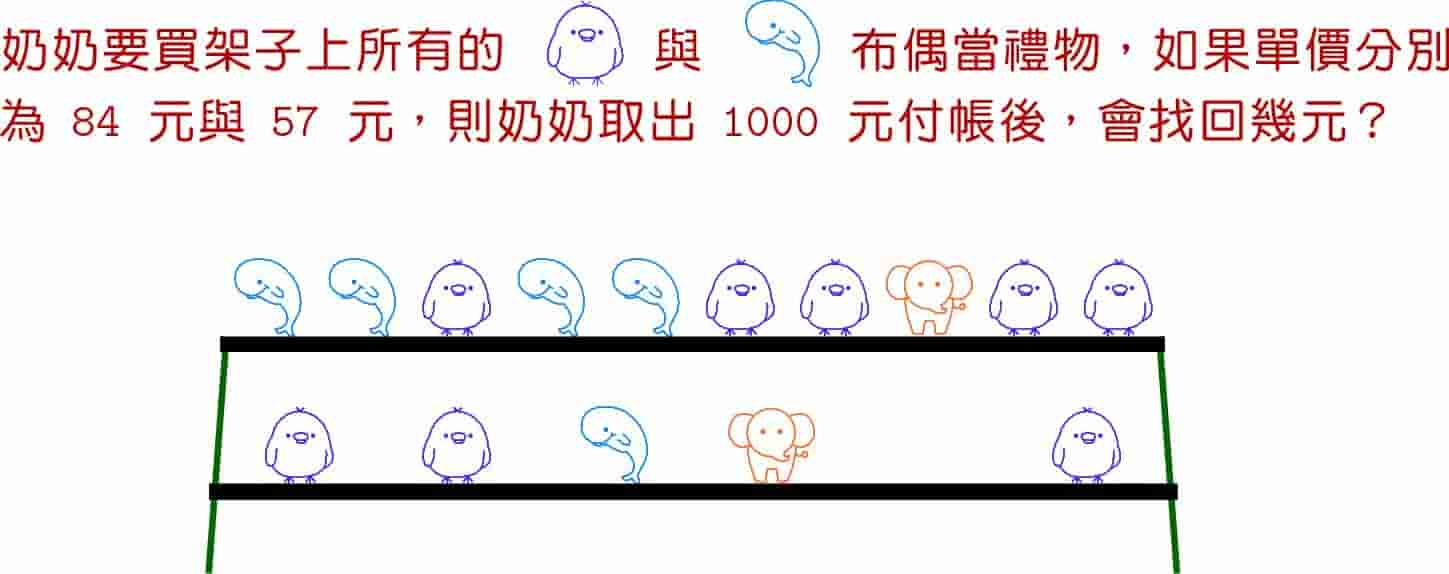 奶奶要買架子上所有的 與 布偶當禮物，如果單價分別
為 84 元與 57 元，則奶奶取出 1000 元付帳後，會找回幾元？